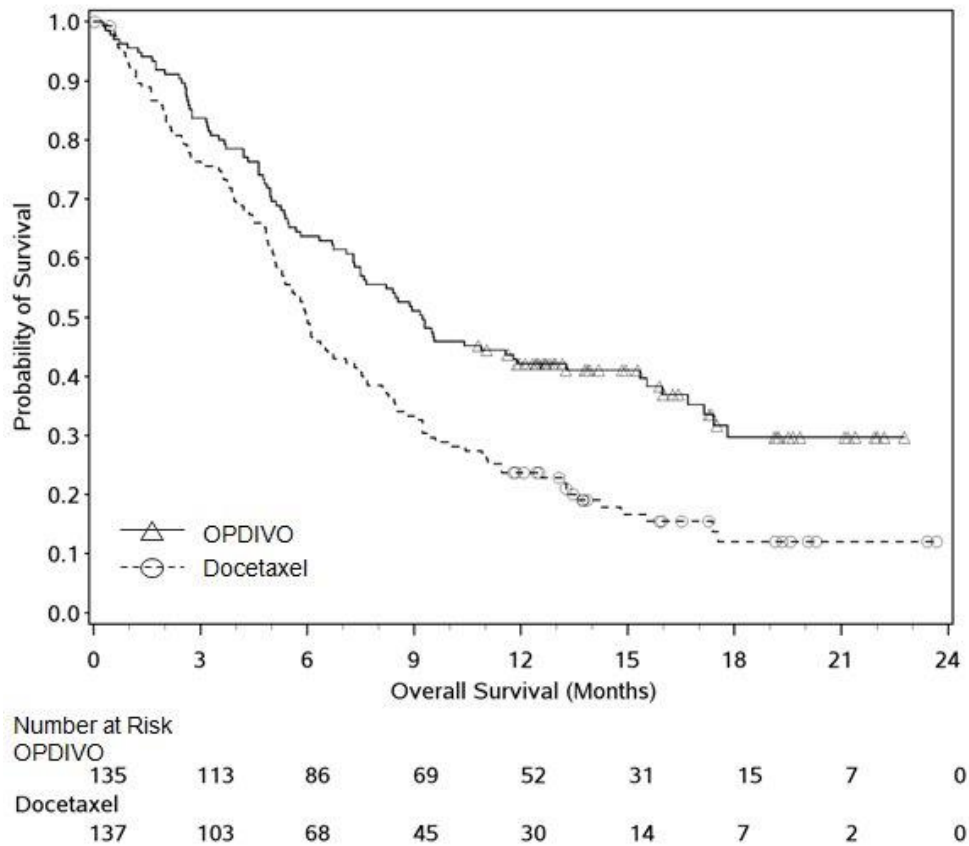 1.0
0.9
0.8
0.7
0.6
0.5
0.4
0.3
0.2
0.1
0.0
Probability of Survival
OPDIVO
Docetaxel
0 3 6 9 12 15 18 21 24
Overall Survival (Months)
Number at Risk
OPDIVO
135 113 86 69 52 31 15 7 0
Docetaxel
137 103 68 45 30 14 7 2 0